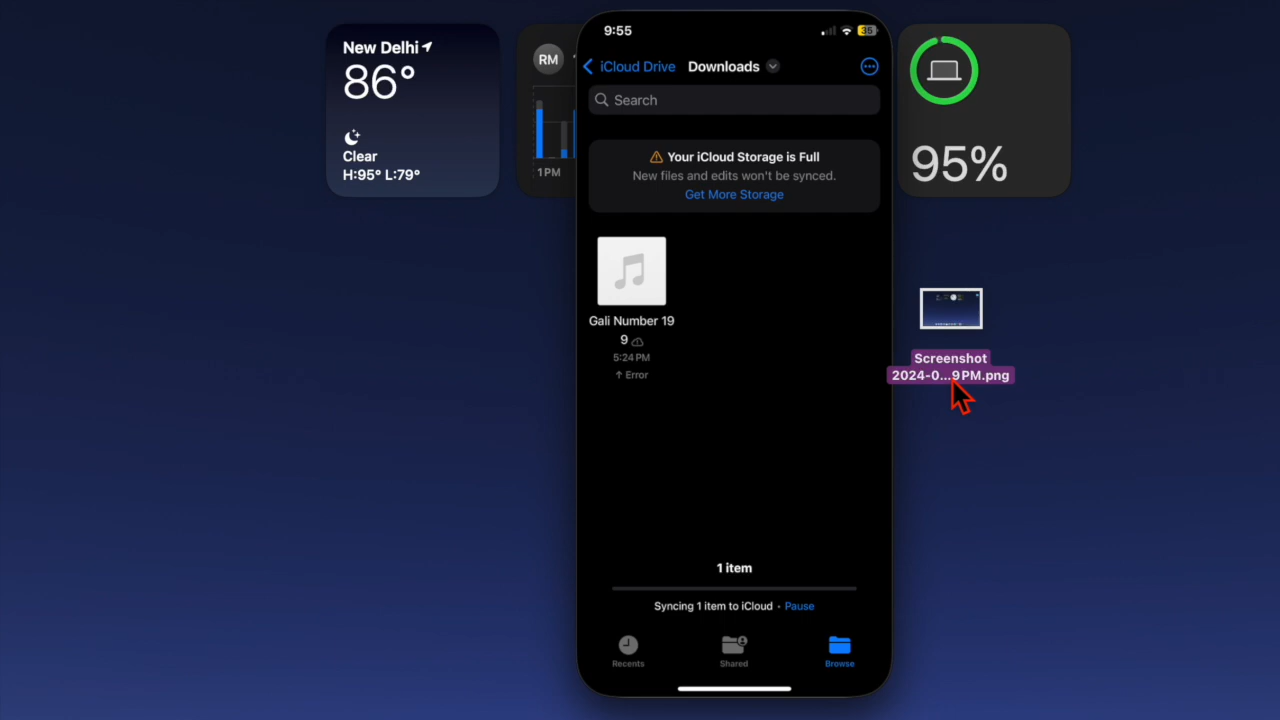 New Delhi
86°
Clear
H:95° L:79°
RM
1PM
9:55
35
iCloud Drive
Downloads
Search
Your iCloud Storage is Full
New files and edits won't be synced.
Get More Storage
Gali Number 19
9
5:24 PM
↑ Error
1 item
Syncing 1 item to iCloud · Pause
Recents
Shared
Browse
95%
Screenshot
2024-0...9PM.png